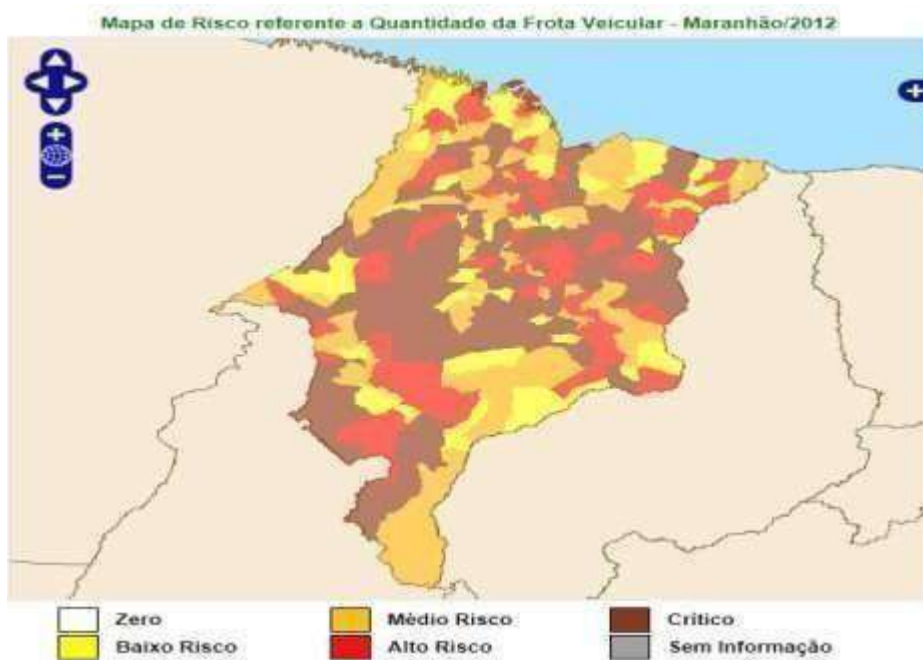 Mapa de Risco referente a Quantidade da Frota Veicular - Maranhão/2012
Zero
Médio Risco
Crítico
Baixo Risco
Alto Risco
Sem Informação